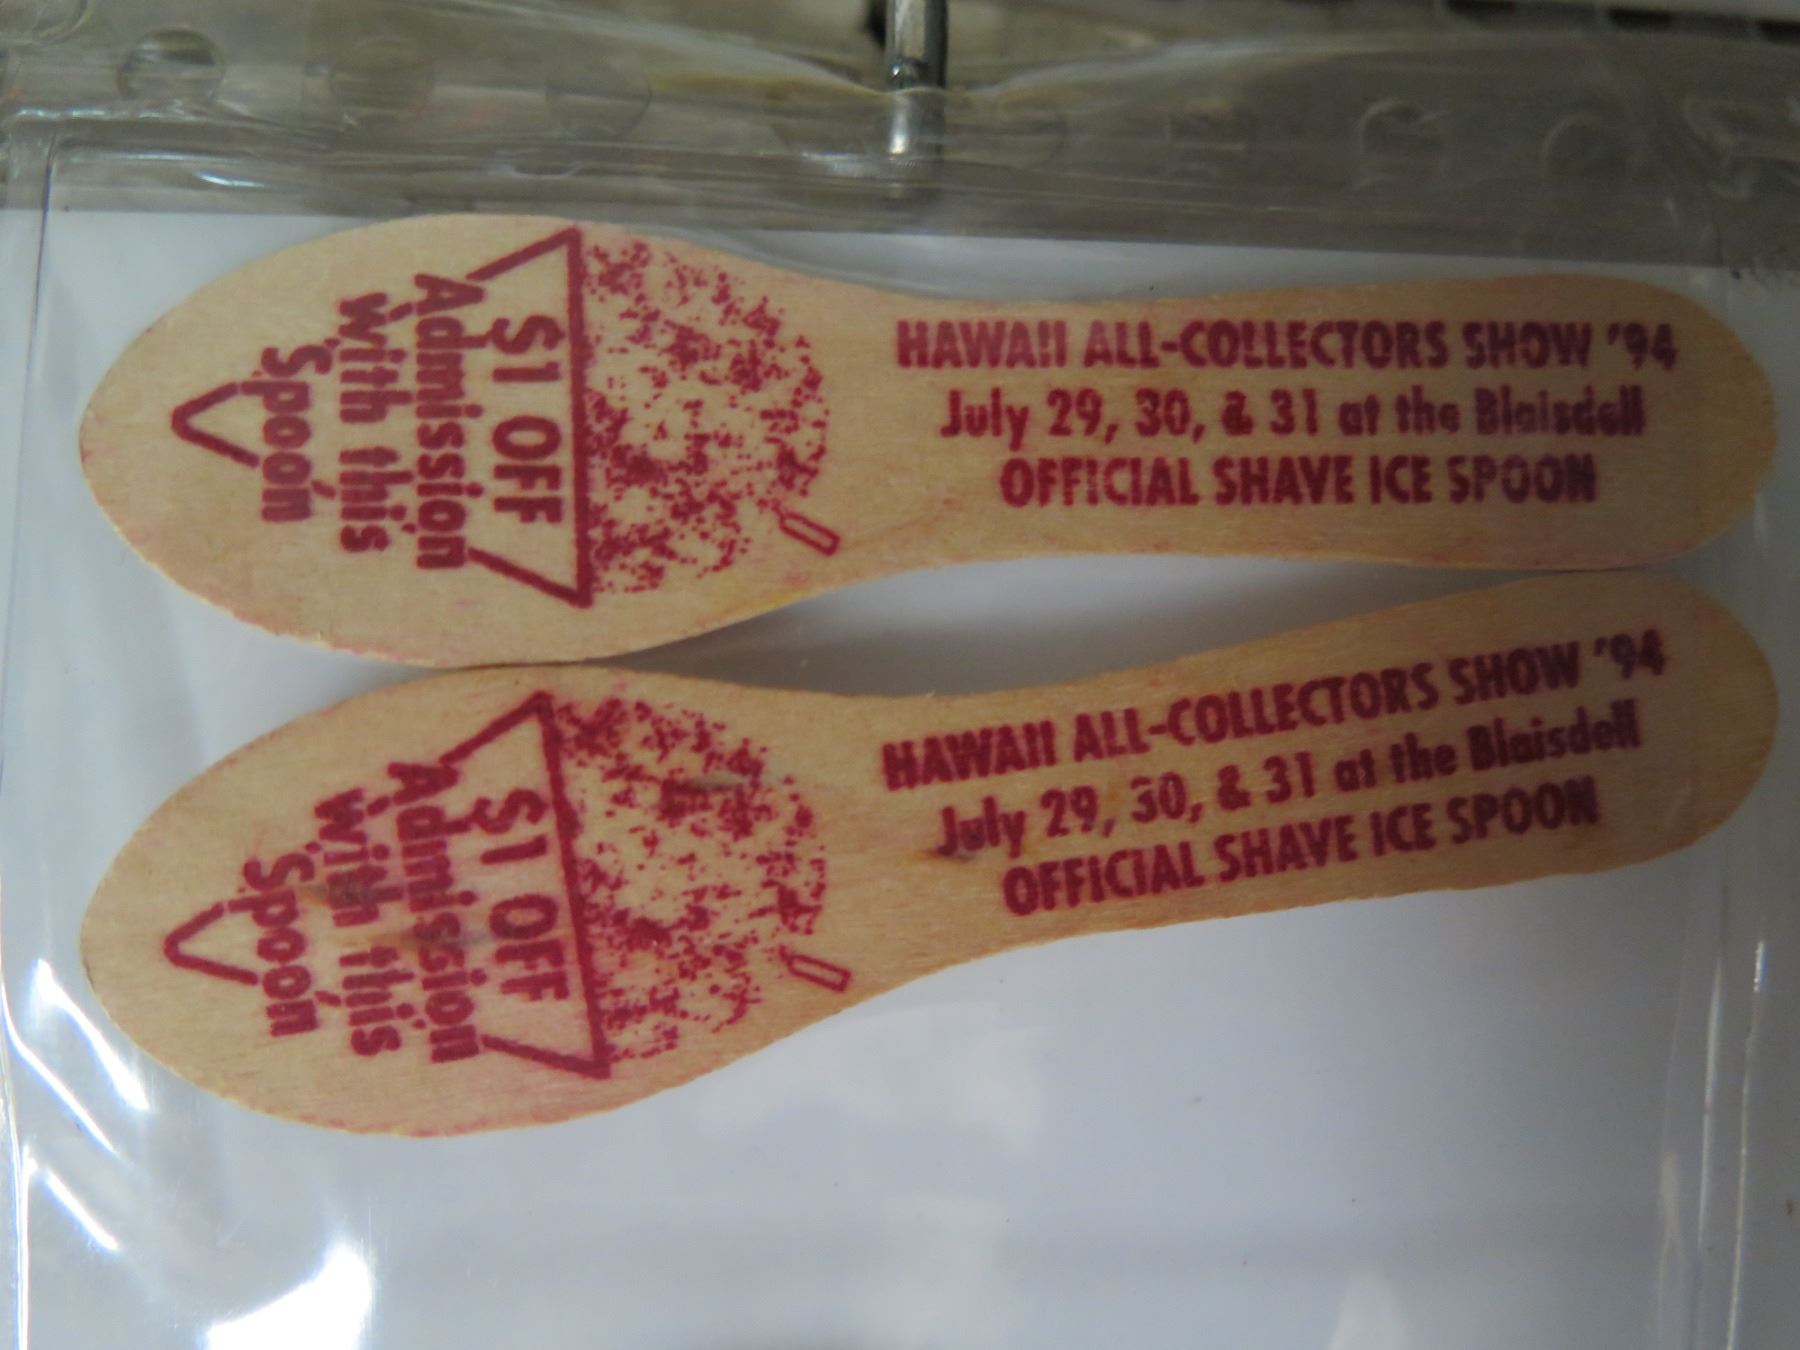 $1 OFF
Admission
with this
Spoon
HAWAII ALL-COLLECTORS SHOW '94
July 29, 30, & 31 at the Blaisdell
OFFICIAL SHAVE ICE SPOON
$1 OFF
Admission
with this
Spoon
HAWAII ALL-COLLECTORS SHOW '94
July 29, 30, & 31 at the Blaisdell
OFFICIAL SHAVE ICE SPOON